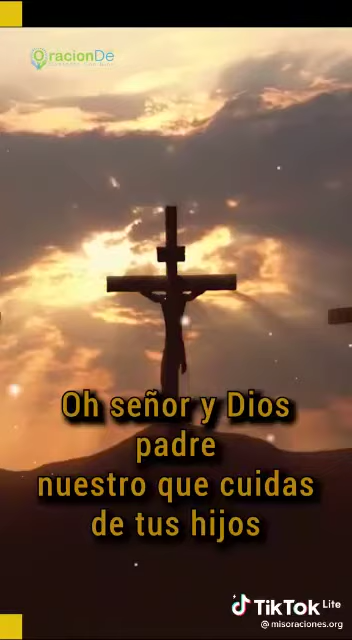 OracionDe
Oh señor y Dios
padre
nuestro que cuidas
de tus hijos
TikTok Lite
@misoraciones.org